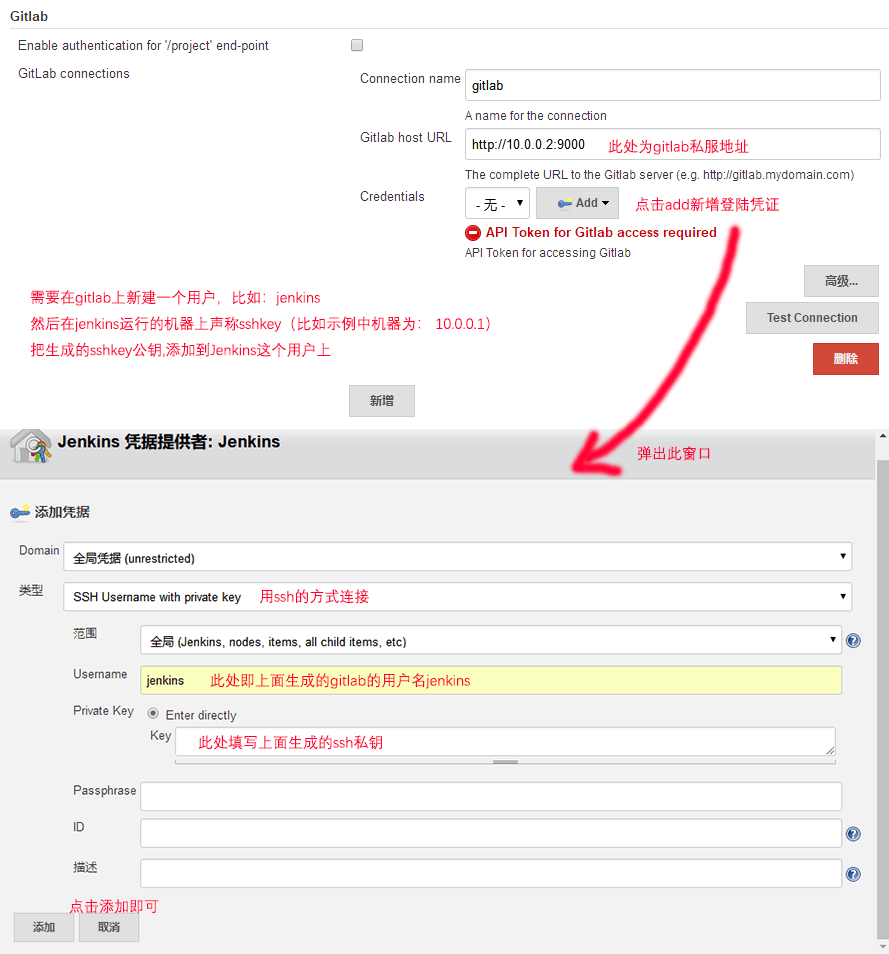 Gitlab
Enable authentication for '/project' end-point
GitLab connections
Connection name
gitlab
A name for the connection
Gitlab host URL
http://10.0.0.2:9000 此处为gitlab私服地址
The complete URL to the Gitlab server (e.g. http://gitlab.mydomain.com)
Credentials
- 无 - Add 点击add新增登陆凭证
API Token for Gitlab access required
API Token for accessing Gitlab
高级...
需要在gitlab上新建一个用户，比如：jenkins
然后在jenkins运行的机器上声称sshkey（比如示例中机器为： 10.0.0.1）
把生成的sshkey公钥,添加到Jenkins这个用户上
Test Connection
删除
新增
Jenkins 凭据提供者: Jenkins
弹出此窗口
添加凭据
Domain 全局凭据 (unrestricted)
类型 SSH Username with private key 用ssh的方式连接
范围 全局 (Jenkins, nodes, items, all child items, etc)
Username jenkins 此处即上面生成的gitlab的用户名jenkins
Private Key Enter directly
Key 此处填写上面生成的ssh私钥
Passphrase
ID
描述
点击添加即可
添加 取消